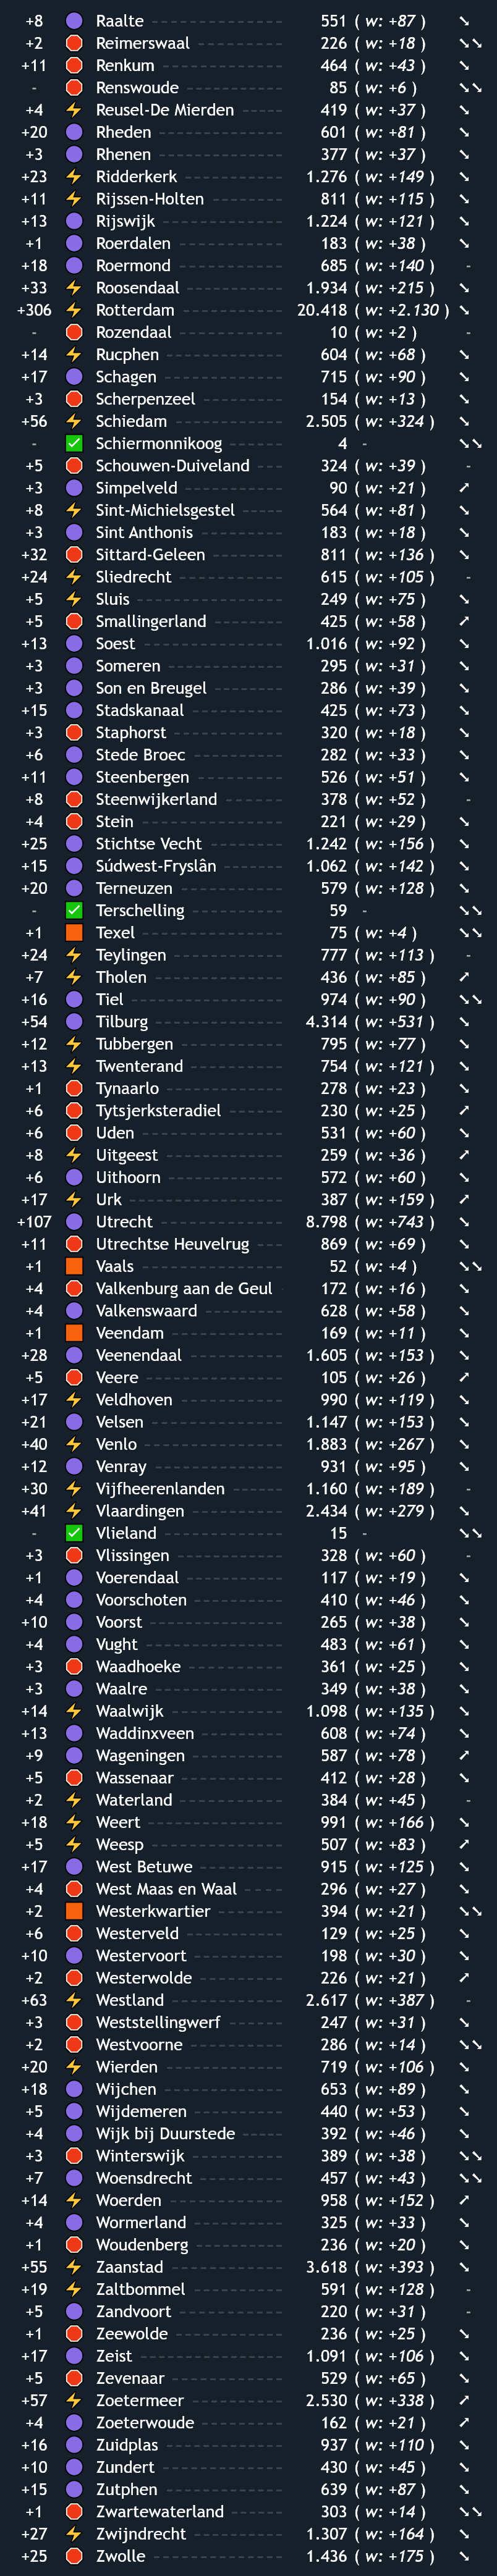 +8 Raalte 551 ( w: +87 )
+2 Reimerswaal 226 ( w: +18 )
+11 Renkum 464 ( w: +43 )
- Renswoude 85 ( w: +6 )
+4 Reusel-De Mierden 419 ( w: +37 )
+20 Rheden 601 ( w: +81 )
+3 Rhenen 377 ( w: +37 )
+23 Ridderkerk 1.276 ( w: +149 )
+11 Rijssen-Holten 811 ( w: +115 )
+13 Rijswijk 1.224 ( w: +121 )
+1 Roerdalen 183 ( w: +38 )
+18 Roermond 685 ( w: +140 ) -
+33 Roosendaal 1.934 ( w: +215 )
+306 Rotterdam 20.418 ( w: +2.130 )
- Rozendaal 10 ( w: +2 ) -
+14 Rucphen 604 ( w: +68 )
+17 Schagen 715 ( w: +90 )
+3 Scherpenzeel 154 ( w: +13 )
+56 Schiedam 2.505 ( w: +324 )
- Schiermonnikoog 4 -
+5 Schouwen-Duiveland 324 ( w: +39 ) -
+3 Simpelveld 90 ( w: +21 )
+8 Sint-Michielsgestel 564 ( w: +81 )
+3 Sint Anthonis 183 ( w: +18 )
+32 Sittard-Geleen 811 ( w: +136 )
+24 Sliedrecht 615 ( w: +105 ) -
+5 Sluis 249 ( w: +75 )
+5 Smallingerland 425 ( w: +58 )
+13 Soest 1.016 ( w: +92 )
+3 Someren 295 ( w: +31 )
+3 Son en Breugel 286 ( w: +39 )
+15 Stadskanaal 425 ( w: +73 )
+3 Staphorst 320 ( w: +18 )
+6 Stede Broec 282 ( w: +33 )
+11 Steenbergen 526 ( w: +51 )
+8 Steenwijkerland 378 ( w: +52 ) -
+4 Stein 221 ( w: +29 )
+25 Stichtse Vecht 1.242 ( w: +156 )
+15 Súdwest-Fryslân 1.062 ( w: +142 )
+20 Terneuzen 579 ( w: +128 )
- Terschelling 59 -
+1 Texel 75 ( w: +4 )
+24 Teylingen 777 ( w: +113 ) -
+7 Tholen 436 ( w: +85 )
+16 Tiel 974 ( w: +90 )
+54 Tilburg 4.314 ( w: +531 )
+12 Tubbergen 795 ( w: +77 )
+13 Twenterand 754 ( w: +121 )
+1 Tynaarlo 278 ( w: +23 )
+6 Tytsjerksteradiel 230 ( w: +25 )
+6 Uden 531 ( w: +60 )
+8 Uitgeest 259 ( w: +36 )
+6 Uithoorn 572 ( w: +60 )
+17 Urk 387 ( w: +159 )
+107 Utrecht 8.798 ( w: +743 )
+11 Utrechtse Heuvelrug 869 ( w: +69 )
+1 Vaals 52 ( w: +4 )
+4 Valkenburg aan de Geul 172 ( w: +16 )
+4 Valkenswaard 628 ( w: +58 )
+1 Veendam 169 ( w: +11 )
+28 Veenendaal 1.605 ( w: +153 )
+5 Veere 105 ( w: +26 )
+17 Veldhoven 990 ( w: +119 )
+21 Velsen 1.147 ( w: +153 )
+40 Venlo 1.883 ( w: +267 )
+12 Venray 931 ( w: +95 )
+30 Vijfheerenlanden 1.160 ( w: +189 ) -
+41 Vlaardingen 2.434 ( w: +279 )
- Vlieland 15 -
+3 Vlissingen 328 ( w: +60 ) -
+1 Voerendaal 117 ( w: +19 )
+4 Voorschoten 410 ( w: +46 )
+10 Voorst 265 ( w: +38 )
+4 Vught 483 ( w: +61 )
+3 Waadhoeke 361 ( w: +25 )
+3 Waalre 349 ( w: +38 )
+14 Waalwijk 1.098 ( w: +135 )
+13 Waddinxveen 608 ( w: +74 )
+9 Wageningen 587 ( w: +78 )
+5 Wassenaar 412 ( w: +28 )
+2 Waterland 384 ( w: +45 ) -
+18 Weert 991 ( w: +166 )
+5 Weesp 507 ( w: +83 )
+17 West Betuwe 915 ( w: +125 )
+4 West Maas en Waal 296 ( w: +27 )
+2 Westerkwartier 394 ( w: +21 )
+6 Westerveld 129 ( w: +25 )
+10 Westervoort 198 ( w: +30 )
+2 Westerwolde 226 ( w: +21 )
+63 Westland 2.617 ( w: +387 ) -
+3 Weststellingwerf 247 ( w: +31 )
+2 Westvoorne 286 ( w: +14 )
+20 Wierden 719 ( w: +106 )
+18 Wijchen 653 ( w: +89 )
+5 Wijdemeren 440 ( w: +53 )
+4 Wijk bij Duurstede 392 ( w: +46 )
+3 Winterswijk 389 ( w: +38 )
+7 Woensdrecht 457 ( w: +43 )
+14 Woerden 958 ( w: +152 )
+4 Wormerland 325 ( w: +33 )
+1 Woudenberg 236 ( w: +20 )
+55 Zaanstad 3.618 ( w: +393 )
+19 Zaltbommel 591 ( w: +128 ) -
+5 Zandvoort 220 ( w: +31 ) -
+1 Zeewolde 236 ( w: +25 )
+17 Zeist 1.091 ( w: +106 )
+5 Zevenaar 529 ( w: +65 )
+57 Zoetermeer 2.530 ( w: +338 )
+4 Zoeterwoude 162 ( w: +21 )
+16 Zuidplas 937 ( w: +110 )
+10 Zundert 430 ( w: +45 )
+15 Zutphen 639 ( w: +87 )
+1 Zwartewaterland 303 ( w: +14 )
+27 Zwijndrecht 1.307 ( w: +164 )
+25 Zwolle 1.436 ( w: +175 )